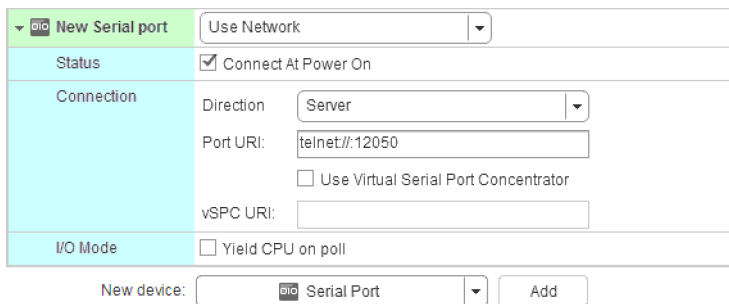 New Serial port Use Network
Status Connect At Power On
Connection Direction Server
Port URI: telnet://:12050
Use Virtual Serial Port Concentrator
vSPC URI:
I/O Mode Yield CPU on poll
New device: Serial Port Add